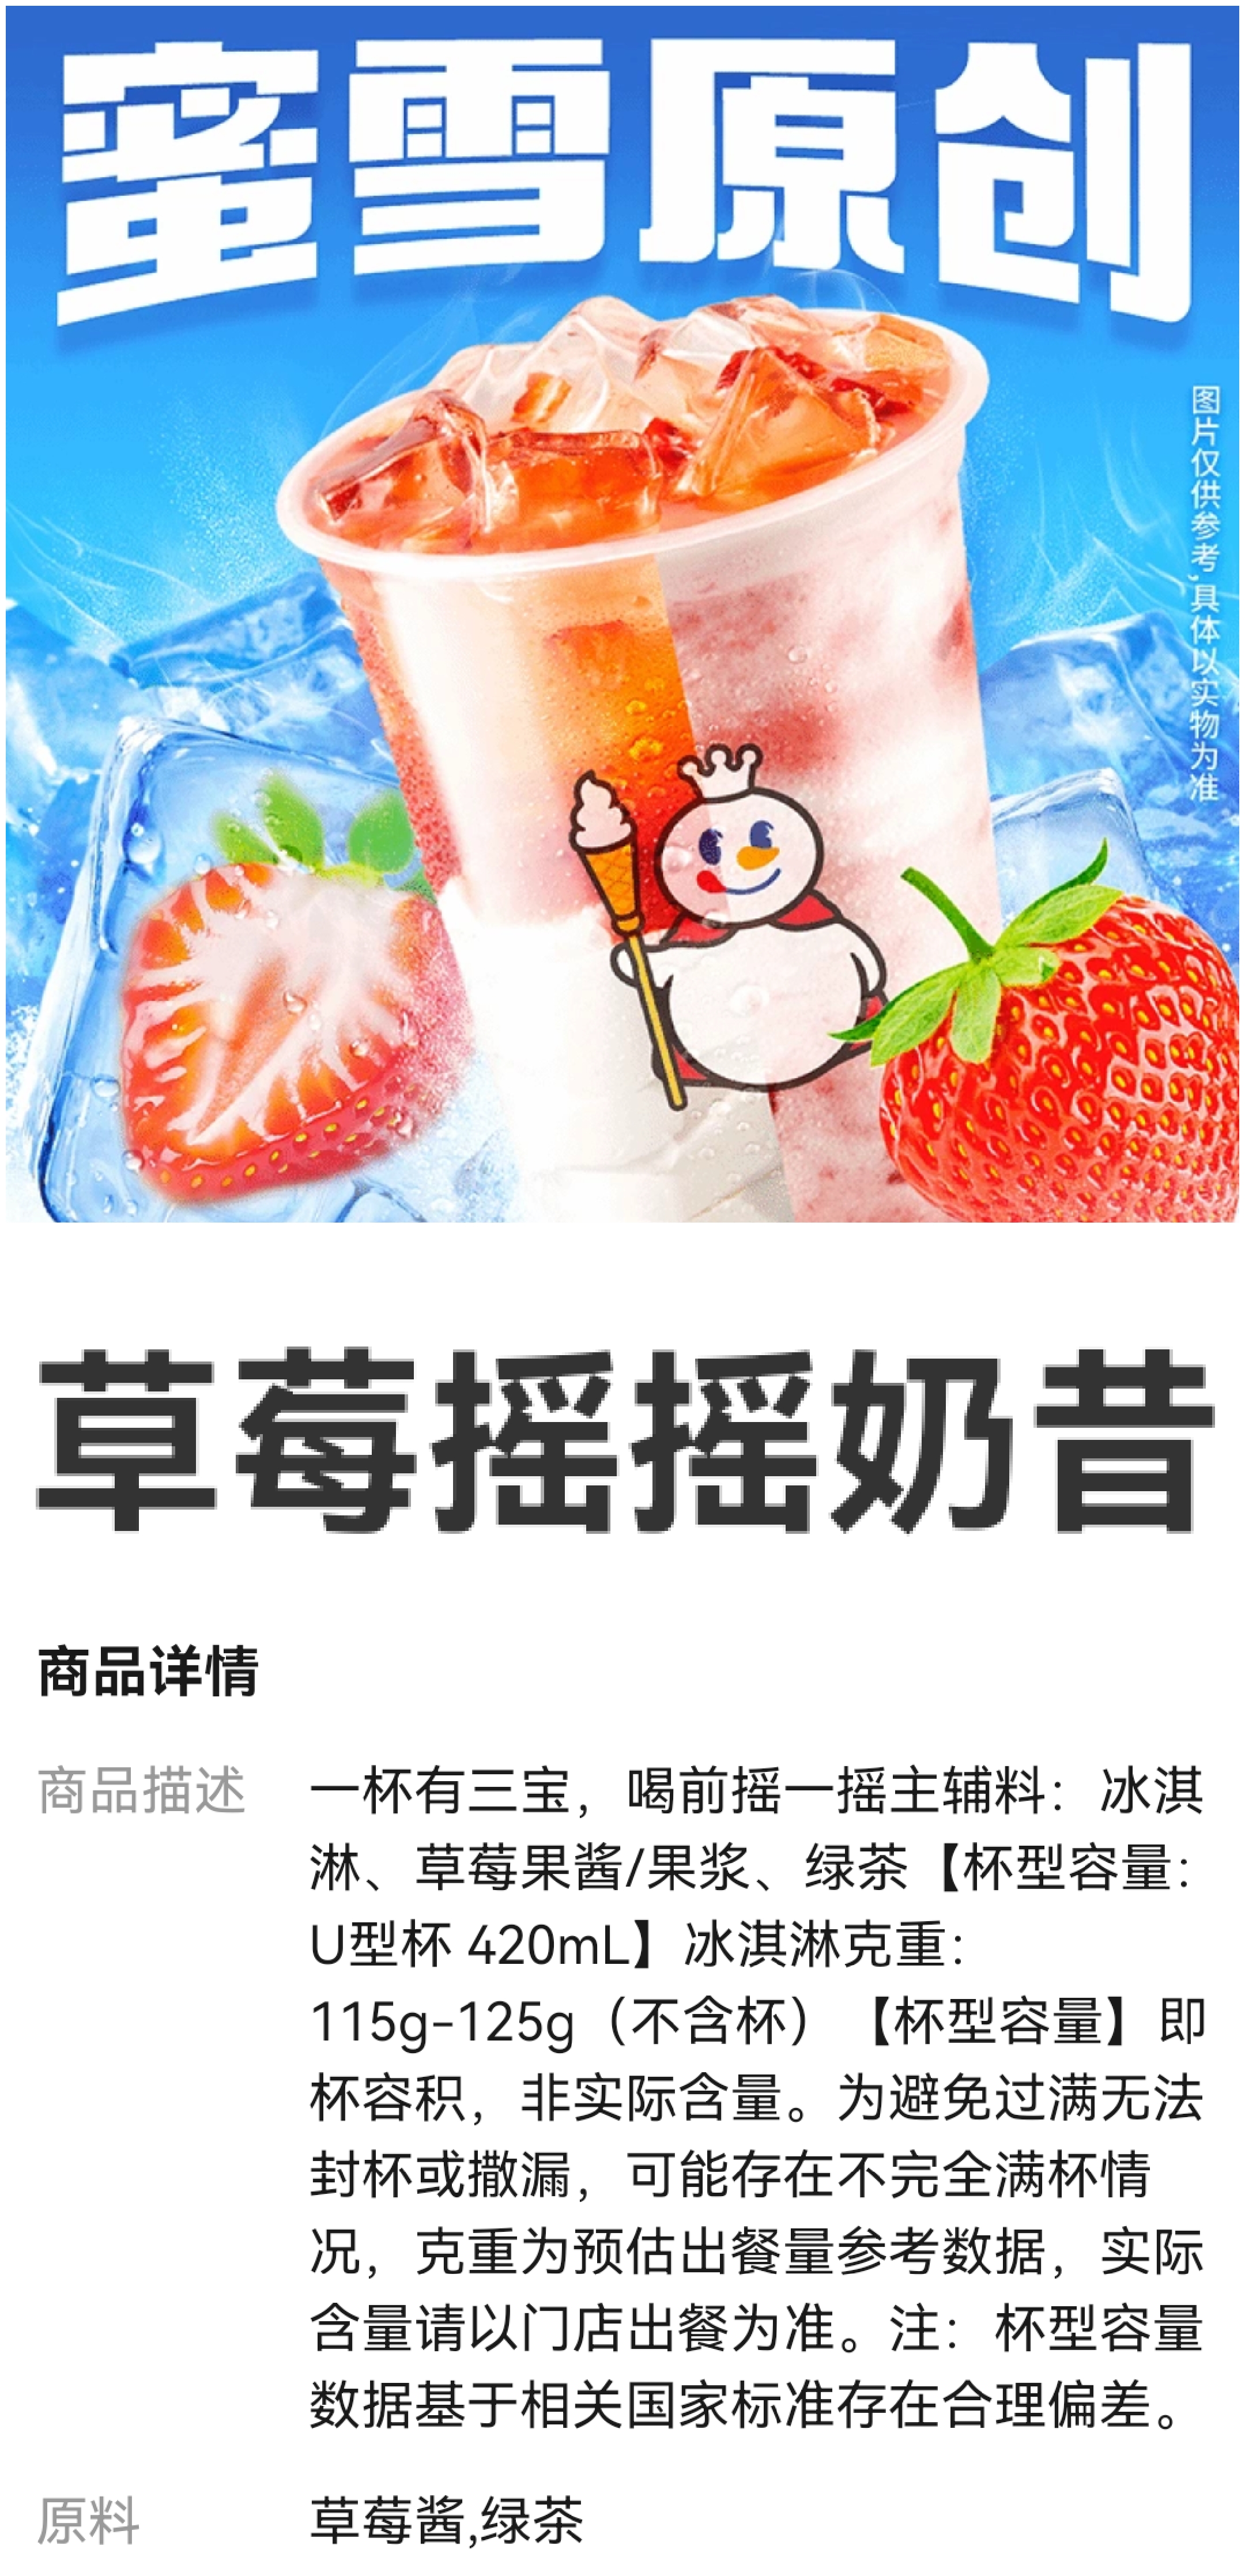 蜜雪原创
图片仅供参考,具体以实物为准
草莓摇摇奶昔
商品详情
商品描述
一杯有三宝，喝前摇一摇主辅料：冰淇
淋、草莓果酱/果浆、绿茶【杯型容量：
U型杯 420mL】冰淇淋克重：
115g-125g（不含杯）【杯型容量】即
杯容积，非实际含量。为避免过满无法
封杯或撒漏，可能存在不完全满杯情
况，克重为预估出餐量参考数据，实际
含量请以门店出餐为准。注：杯型容量
数据基于相关国家标准存在合理偏差。
原料
草莓酱,绿茶